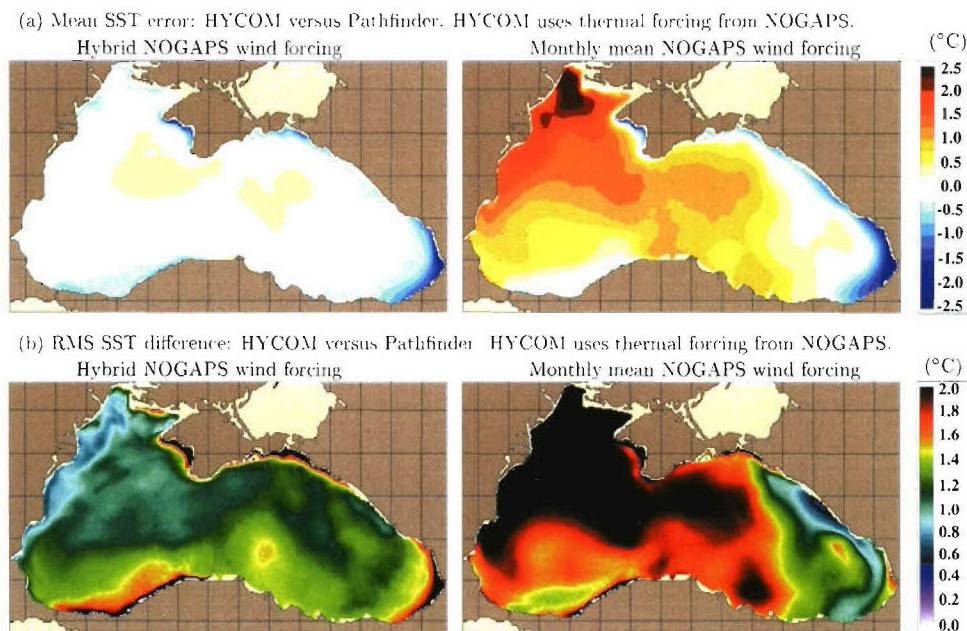 (a) Mean SST error: HYCOM versus Pathfinder. HYCOM uses thermal forcing from NOGAPS.
Hybrid NOGAPS wind forcing
Monthly mean NOGAPS wind forcing
(°C)
2.5
2.0
1.5
1.0
0.5
0.0
-0.5
-1.0
-1.5
-2.0
-2.5
(b) RMS SST difference: HYCOM versus Pathfinder HYCOM uses thermal forcing from NOGAPS.
Hybrid NOGAPS wind forcing
Monthly mean NOGAPS wind forcing
(°C)
2.0
1.8
1.6
1.4
1.2
1.0
0.8
0.6
0.4
0.2
0.0